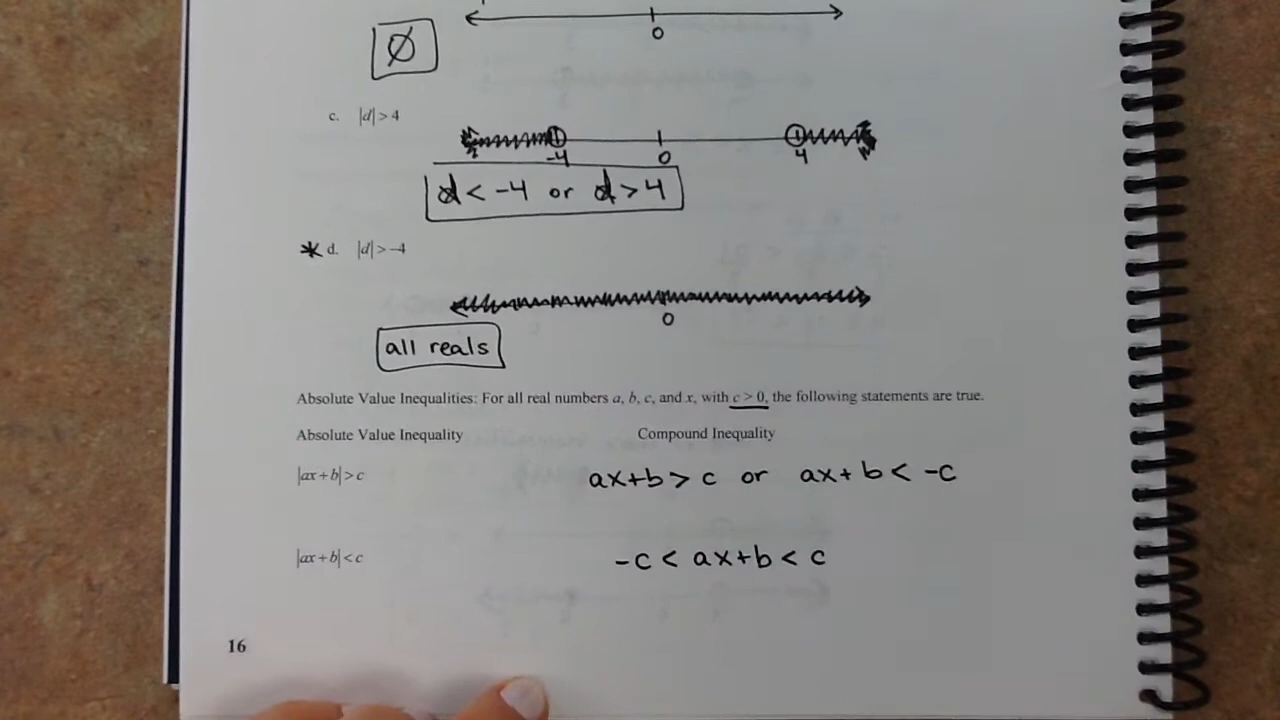 0
∅
c. |d| > 4
-4 0 4
d < -4 or d > 4
* d. |d| > -4
0
all reals
Absolute Value Inequalities: For all real numbers a, b, c, and x, with c > 0, the following statements are true.
Absolute Value Inequality Compound Inequality
|ax + b| > c ax+b > c or ax+b < -c
|ax + b| < c -c < ax+b < c
16